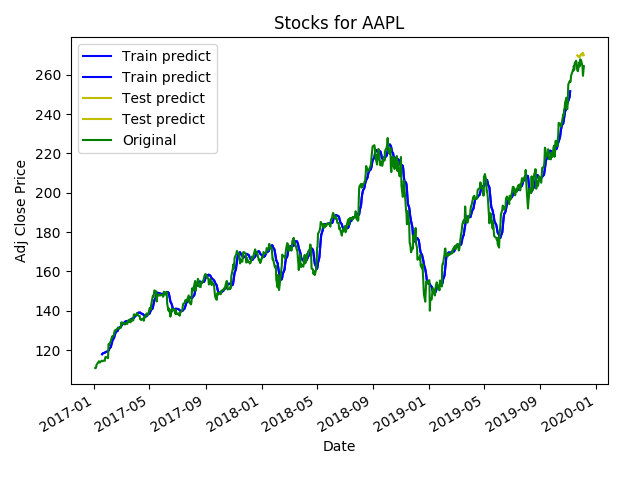 Stocks for AAPL
Train predict
Train predict
Test predict
Test predict
Original
Adj Close Price
260
240
220
200
180
160
140
120
2017-01
2017-05
2017-09
2018-01
2018-05
2018-09
2019-01
2019-05
2019-09
2020-01
Date